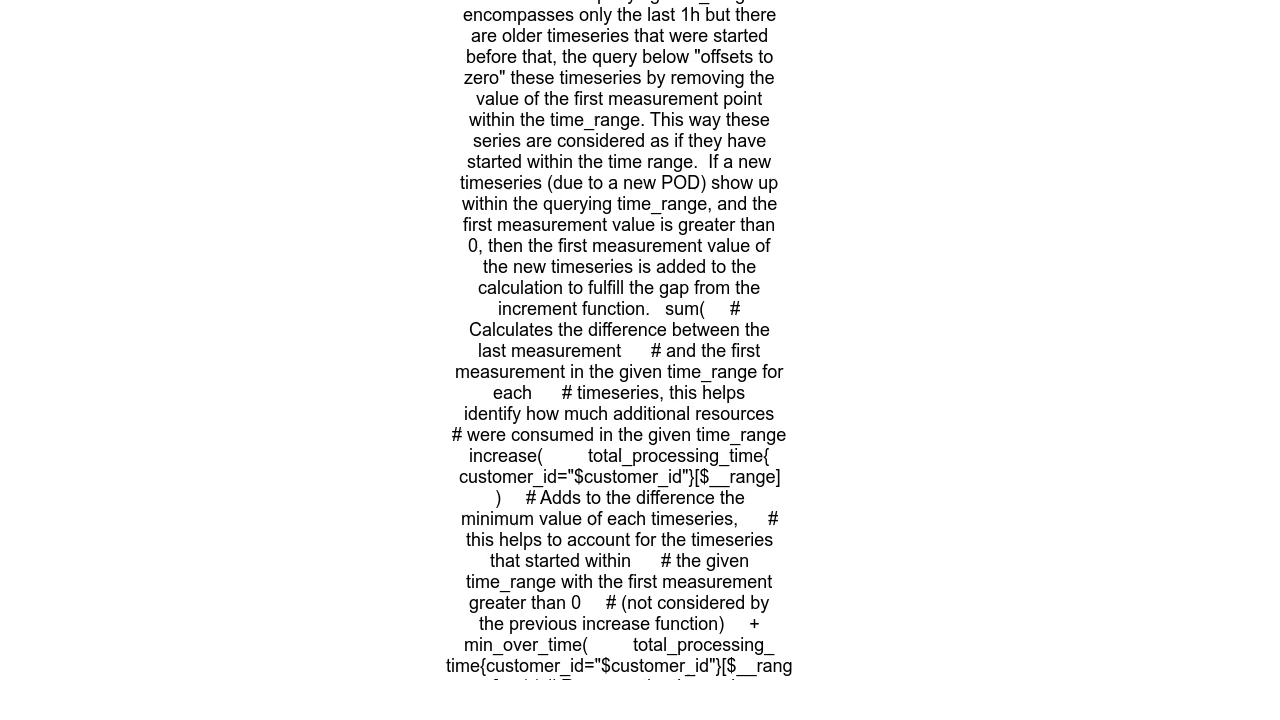 encompasses only the last 1h but there
are older timeseries that were started
before that, the query below "offsets to
zero" these timeseries by removing the
value of the first measurement point
within the time_range. This way these
series are considered as if they have
started within the time range.  If a new
timeseries (due to a new POD) show up
within the querying time_range, and the
first measurement value is greater than
0, then the first measurement value of
the new timeseries is added to the
calculation to fulfill the gap from the
increment function.   sum(     #
Calculates the difference between the
last measurement      # and the first
measurement in the given time_range for
each      # timeseries, this helps
identify how much additional resources
# were consumed in the given time_range
increase(         total_processing_time{
customer_id="$customer_id"}[$__range]
)     # Adds to the difference the
minimum value of each timeseries,      #
this helps to account for the timeseries
that started within      # the given
time_range with the first measurement
greater than 0     # (not considered by
the previous increase function)     +
min_over_time(         total_processing_
time{customer_id="$customer_id"}[$__rang